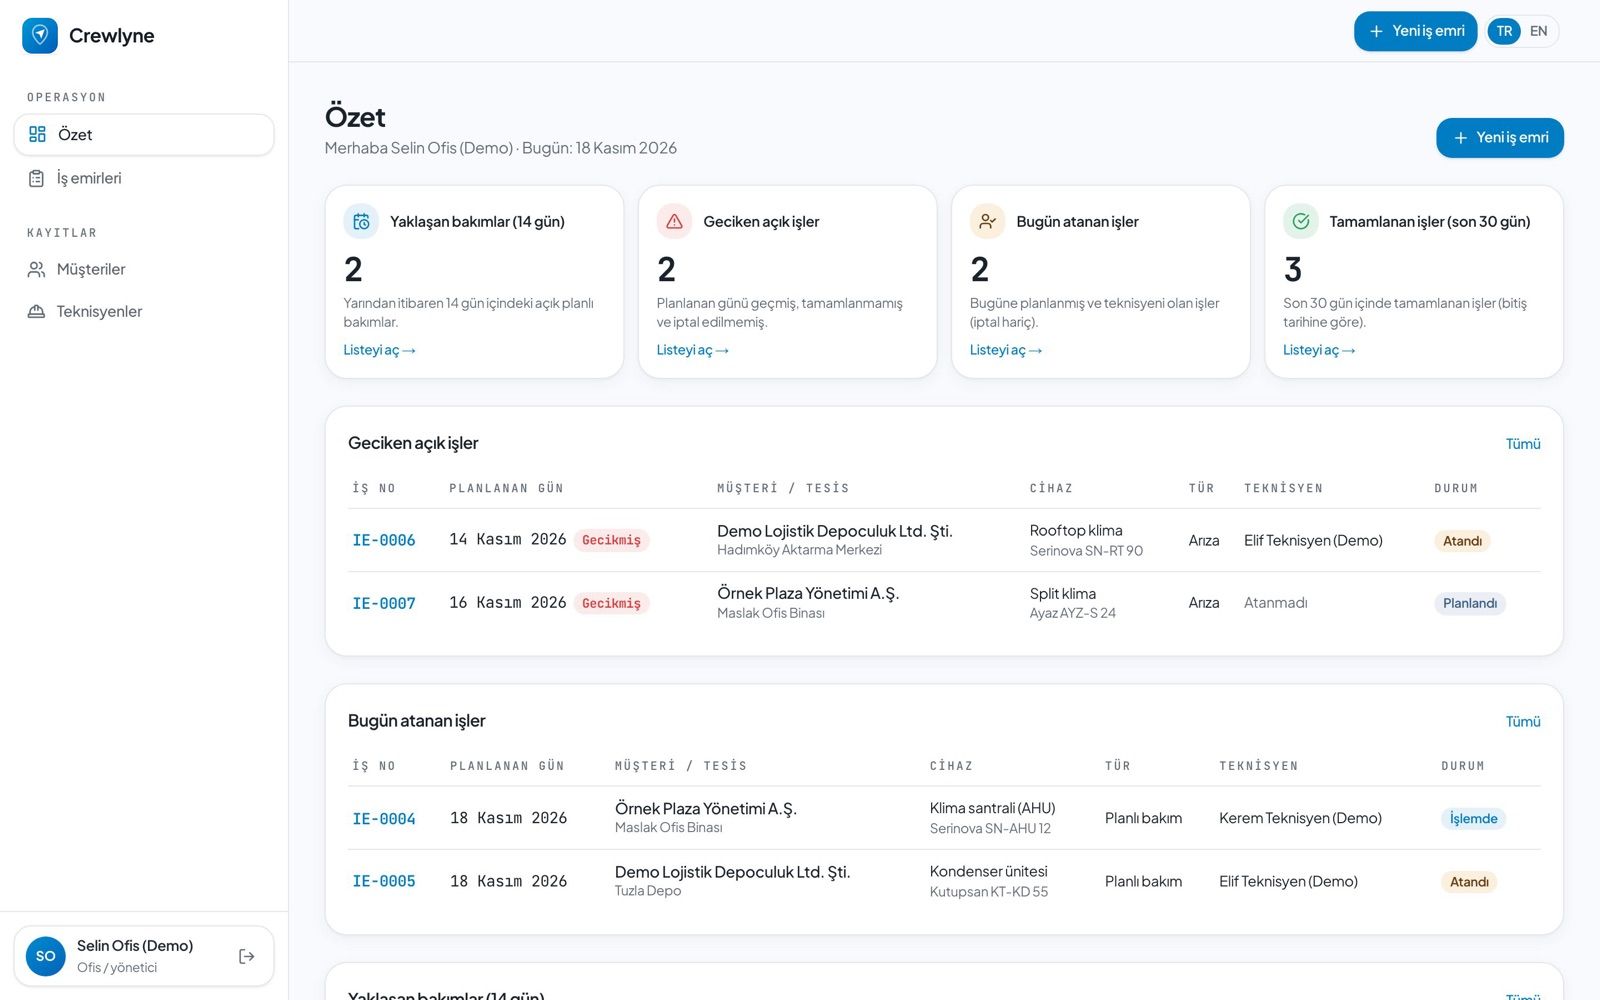 Crewlyne
Yeni iş emri
TR EN
OPERASYON
Özet
İş emirleri
KAYITLAR
Müşteriler
Teknisyenler
Özet
Merhaba Selin Ofis (Demo) · Bugün: 18 Kasım 2026
Yeni iş emri
Yaklaşan bakımlar (14 gün)
2
Yarından itibaren 14 gün içindeki açık planlı
bakımlar.
Listeyi aç →
Geciken açık işler
2
Planlanan günü geçmiş, tamamlanmamış
ve iptal edilmemiş.
Listeyi aç →
Bugün atanan işler
2
Bugüne planlanmış ve teknisyeni olan işler
(iptal hariç).
Listeyi aç →
Tamamlanan işler (son 30 gün)
3
Son 30 gün içinde tamamlanan işler (bitiş
tarihine göre).
Listeyi aç →
Geciken açık işler
Tümü
İŞ NO PLANLANAN GÜN MÜŞTERİ / TESİS CİHAZ TÜR TEKNİSYEN DURUM
IE-0006 14 Kasım 2026 Gecikmiş Demo Lojistik Depoculuk Ltd. Şti. Rooftop klima Arıza Elif Teknisyen (Demo) Atandı
Hadımköy Aktarma Merkezi Serinova SN-RT 90
IE-0007 16 Kasım 2026 Gecikmiş Örnek Plaza Yönetimi A.Ş. Split klima Arıza Atanmadı Planlandı
Maslak Ofis Binası Ayaz AYZ-S 24
Bugün atanan işler
Tümü
İŞ NO PLANLANAN GÜN MÜŞTERİ / TESİS CİHAZ TÜR TEKNİSYEN DURUM
IE-0004 18 Kasım 2026 Örnek Plaza Yönetimi A.Ş. Klima santrali (AHU) Planlı bakım Kerem Teknisyen (Demo) İşlemde
Maslak Ofis Binası Serinova SN-AHU 12
IE-0005 18 Kasım 2026 Demo Lojistik Depoculuk Ltd. Şti. Kondenser ünitesi Planlı bakım Elif Teknisyen (Demo) Atandı
Tuzla Depo Kutupsan KT-KD 55
Yaklaşan bakımlar (14 gün)
Tümü
SO
Selin Ofis (Demo)
Ofis / yönetici